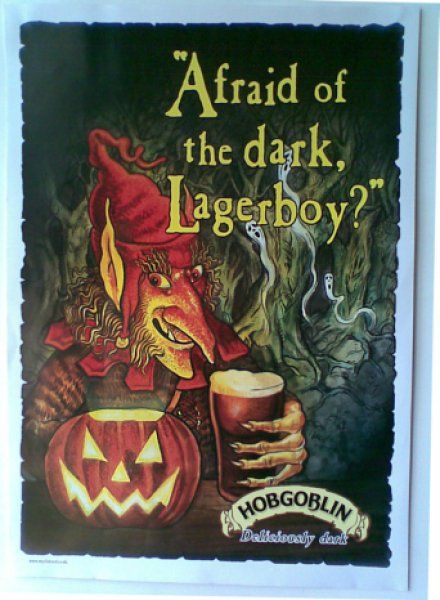 "Afraid of
the dark,
Lagerboy?"
HOBGOBLIN
Deliciously dark